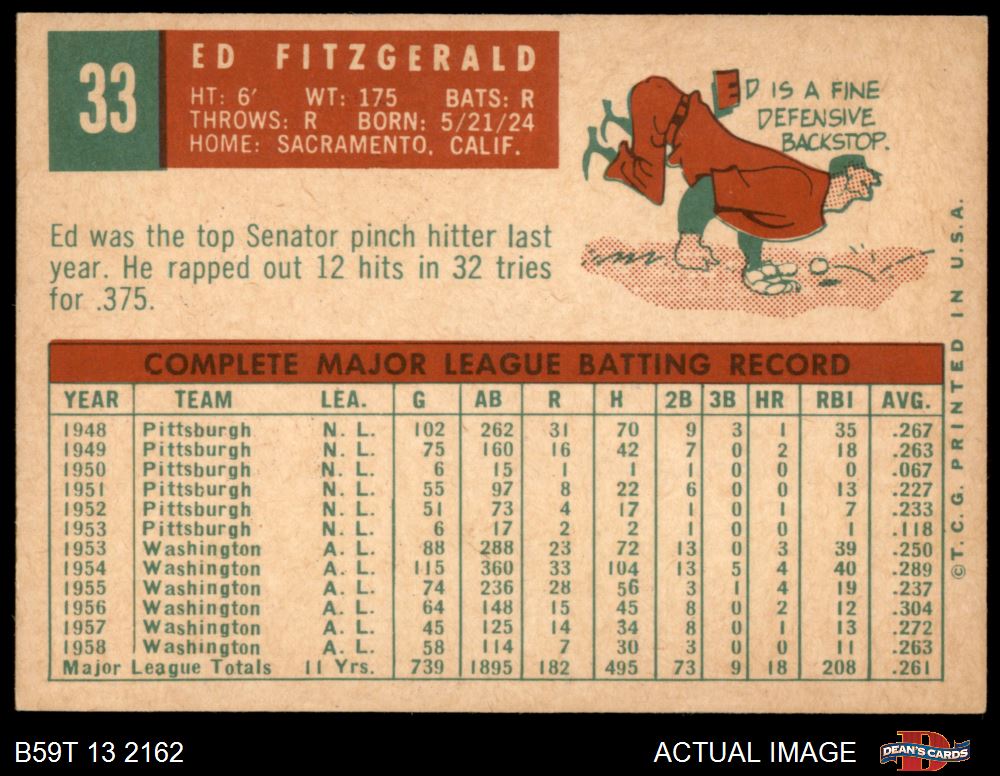 33
ED FITZGERALD
HT: 6' WT: 175 BATS: R
THROWS: R BORN: 5/21/24
HOME: SACRAMENTO, CALIF.
ED IS A FINE
DEFENSIVE
BACKSTOP.
Ed was the top Senator pinch hitter last
year. He rapped out 12 hits in 32 tries
for .375.
COMPLETE MAJOR LEAGUE BATTING RECORD
YEAR TEAM LEA. G AB R H 2B 3B HR RBI AVG.
1948 Pittsburgh N. L. 102 262 31 70 9 3 1 35 .267
1949 Pittsburgh N. L. 75 160 16 42 7 0 2 18 .263
1950 Pittsburgh N. L. 6 15 1 1 1 0 0 0 .067
1951 Pittsburgh N. L. 55 97 8 22 6 0 0 13 .227
1952 Pittsburgh N. L. 51 73 4 17 1 0 1 7 .233
1953 Pittsburgh N. L. 6 17 2 2 1 0 0 1 .118
1953 Washington A. L. 88 288 23 72 13 0 3 39 .250
1954 Washington A. L. 115 360 33 104 13 5 4 40 .289
1955 Washington A. L. 74 236 28 56 3 1 4 19 .237
1956 Washington A. L. 64 148 15 45 8 0 2 12 .304
1957 Washington A. L. 45 125 14 34 8 0 1 13 .272
1958 Washington A. L. 58 114 7 30 3 0 0 11 .263
Major League Totals 11 Yrs. 739 1895 182 495 73 9 18 208 .261
©T. C. G. PRINTED IN U.S.A.
B59T 13 2162
ACTUAL IMAGE
D
DEAN'S CARDS